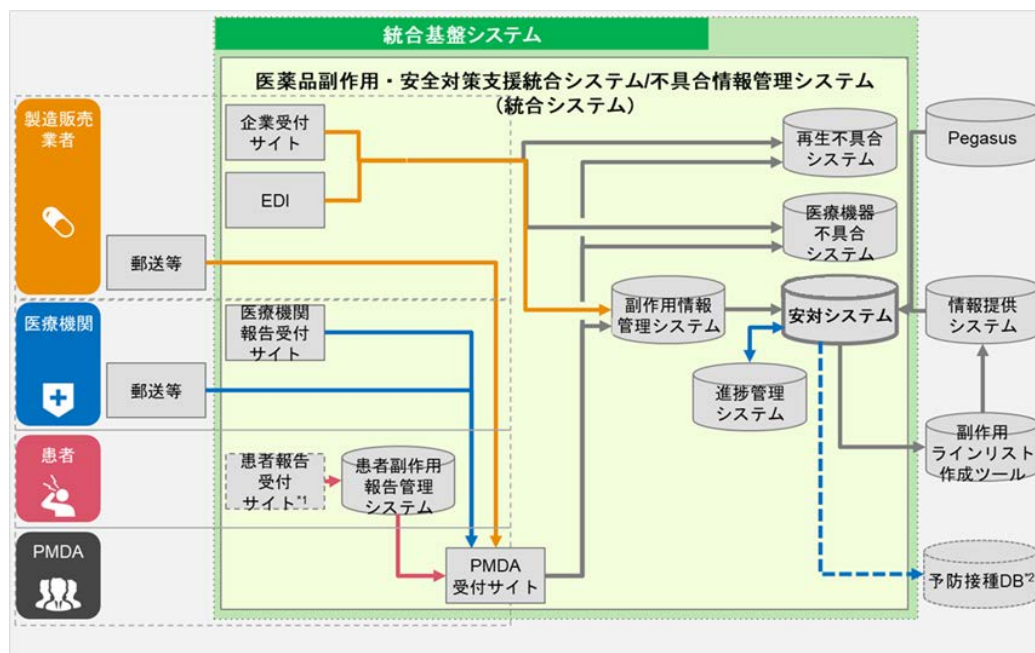 統合基盤システム
医薬品副作用・安全対策支援統合システム/不具合情報管理システム
(統合システム)
製造販売
業者
企業受付
サイト
EDI
郵送等
再生不具合
システム
Pegasus
医療機器
不具合
システム
医療機関
医療機関
報告受付
サイト
郵送等
副作用情報
管理システム
安対システム
情報提供
システム
進捗管理
システム
副作用
ラインリスト
作成ツール
患者
患者報告
受付
サイト*1
患者副作用
報告管理
システム
PMDA
PMDA
受付サイト
予防接種DB*2